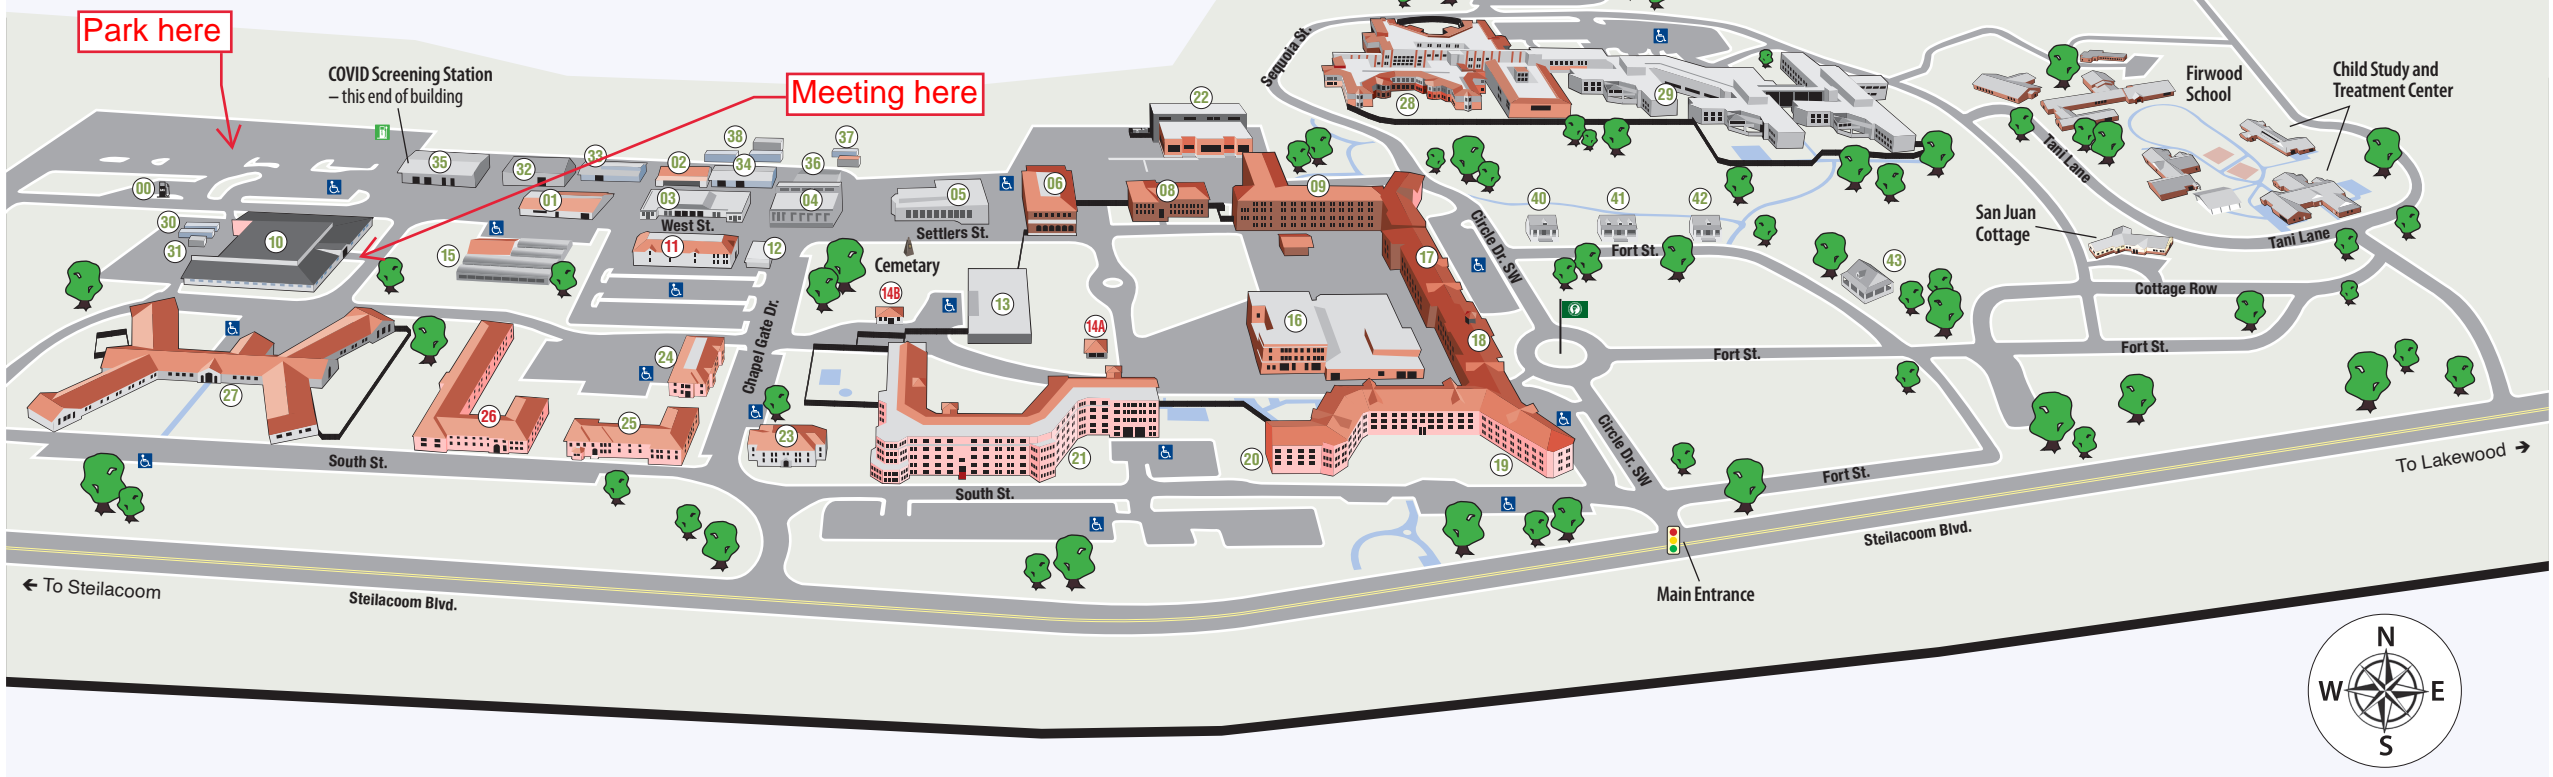 Park here
COVID Screening Station
– this end of building
Meeting here
Sequoia St.
Firwood
School
Child Study and
Treatment Center
Tani Lane
San Juan
Cottage
Tani Lane
Cottage Row
Circle Dr. SW
Fort St.
Fort St.
Fort St.
West St.
Settlers St.
Cemetary
Chapel Gate Dr.
Circle Dr. SW
South St.
South St.
Fort St.
To Lakewood →
Steilacoom Blvd.
← To Steilacoom
Steilacoom Blvd.
Main Entrance
00
01
02
03
04
05
06
08
09
10
11
12
13
14A
14B
15
16
17
18
19
20
21
22
23
24
25
26
27
28
29
30
31
32
33
34
35
36
37
38
40
41
42
43
N
W
E
S